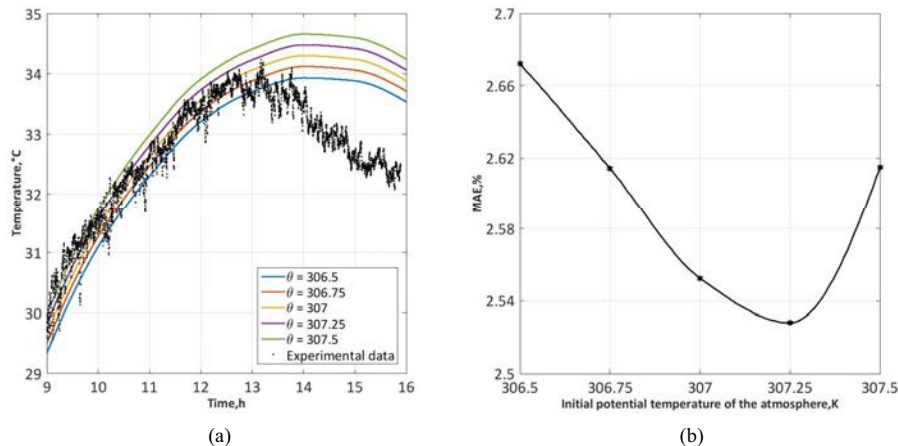 35
34
33
32
31
30
29
Temperature,°C
9 10 11 12 13 14 15 16
Time,h
θ = 306.5
θ = 306.75
θ = 307
θ = 307.25
θ = 307.5
Experimental data
(a)
2.7
2.66
2.62
2.58
2.54
2.5
MAE,%
306.5 306.75 307 307.25 307.5
Initial potential temperature of the atmosphere,K
(b)